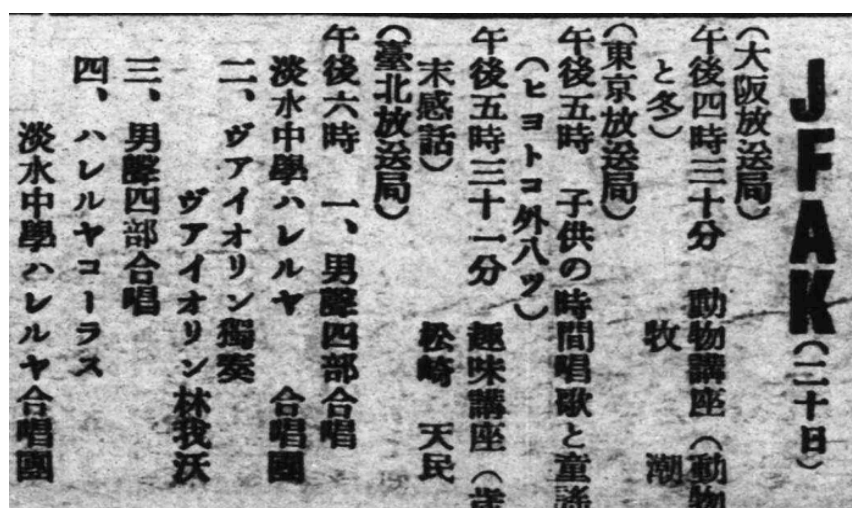 JFAK(二十日)
(大阪放送局)
午後四時三十分 動物講座(動物
と冬) 牧 潮
(東京放送局)
午後五時 子供の時間唱歌と童謠
(ヒヨトコ外八ツ)
午後五時三十一分 趣味講座(歳
末感話) 松崎 天民
(臺北放送局)
午後六時 一、男聲四部合唱
淡水中學ハレルヤ 合唱團
二、ヴアイオリン獨奏
ヴアイオリン林我沃
三、男聲四部合唱
四、ハレルヤコーラス
淡水中學ハレルヤ合唱團